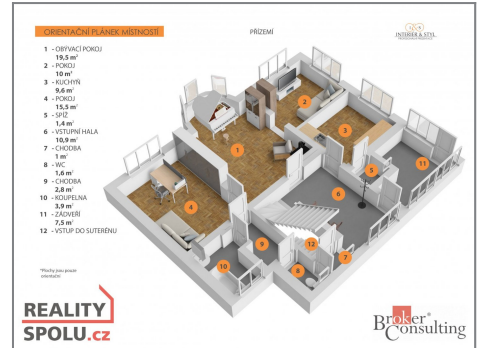 ORIENTAČNÍ PLÁNEK MÍSTNOSTÍ
PŘÍZEMÍ
INTERIER & STYL
1 - OBÝVACÍ POKOJ
19,5 m²
2 - POKOJ
10 m²
3 - KUCHYŇ
9,6 m²
4 - POKOJ
15,5 m²
5 - SPÍŽ
1,4 m²
6 - VSTUPNÍ HALA
10,9 m²
7 - CHODBA
1 m²
8 - WC
1,6 m²
9 - CHODBA
2,8 m²
10 - KOUPELNA
3,9 m²
11 - ZÁDVEŘÍ
7,5 m²
12 - VSTUP DO SUTERÉNU
1
2
3
4
5
6
7
8
9
10
11
12
*Plochy jsou pouze
orientační
REALITY
SPOLU.cz
Broker®
Consulting